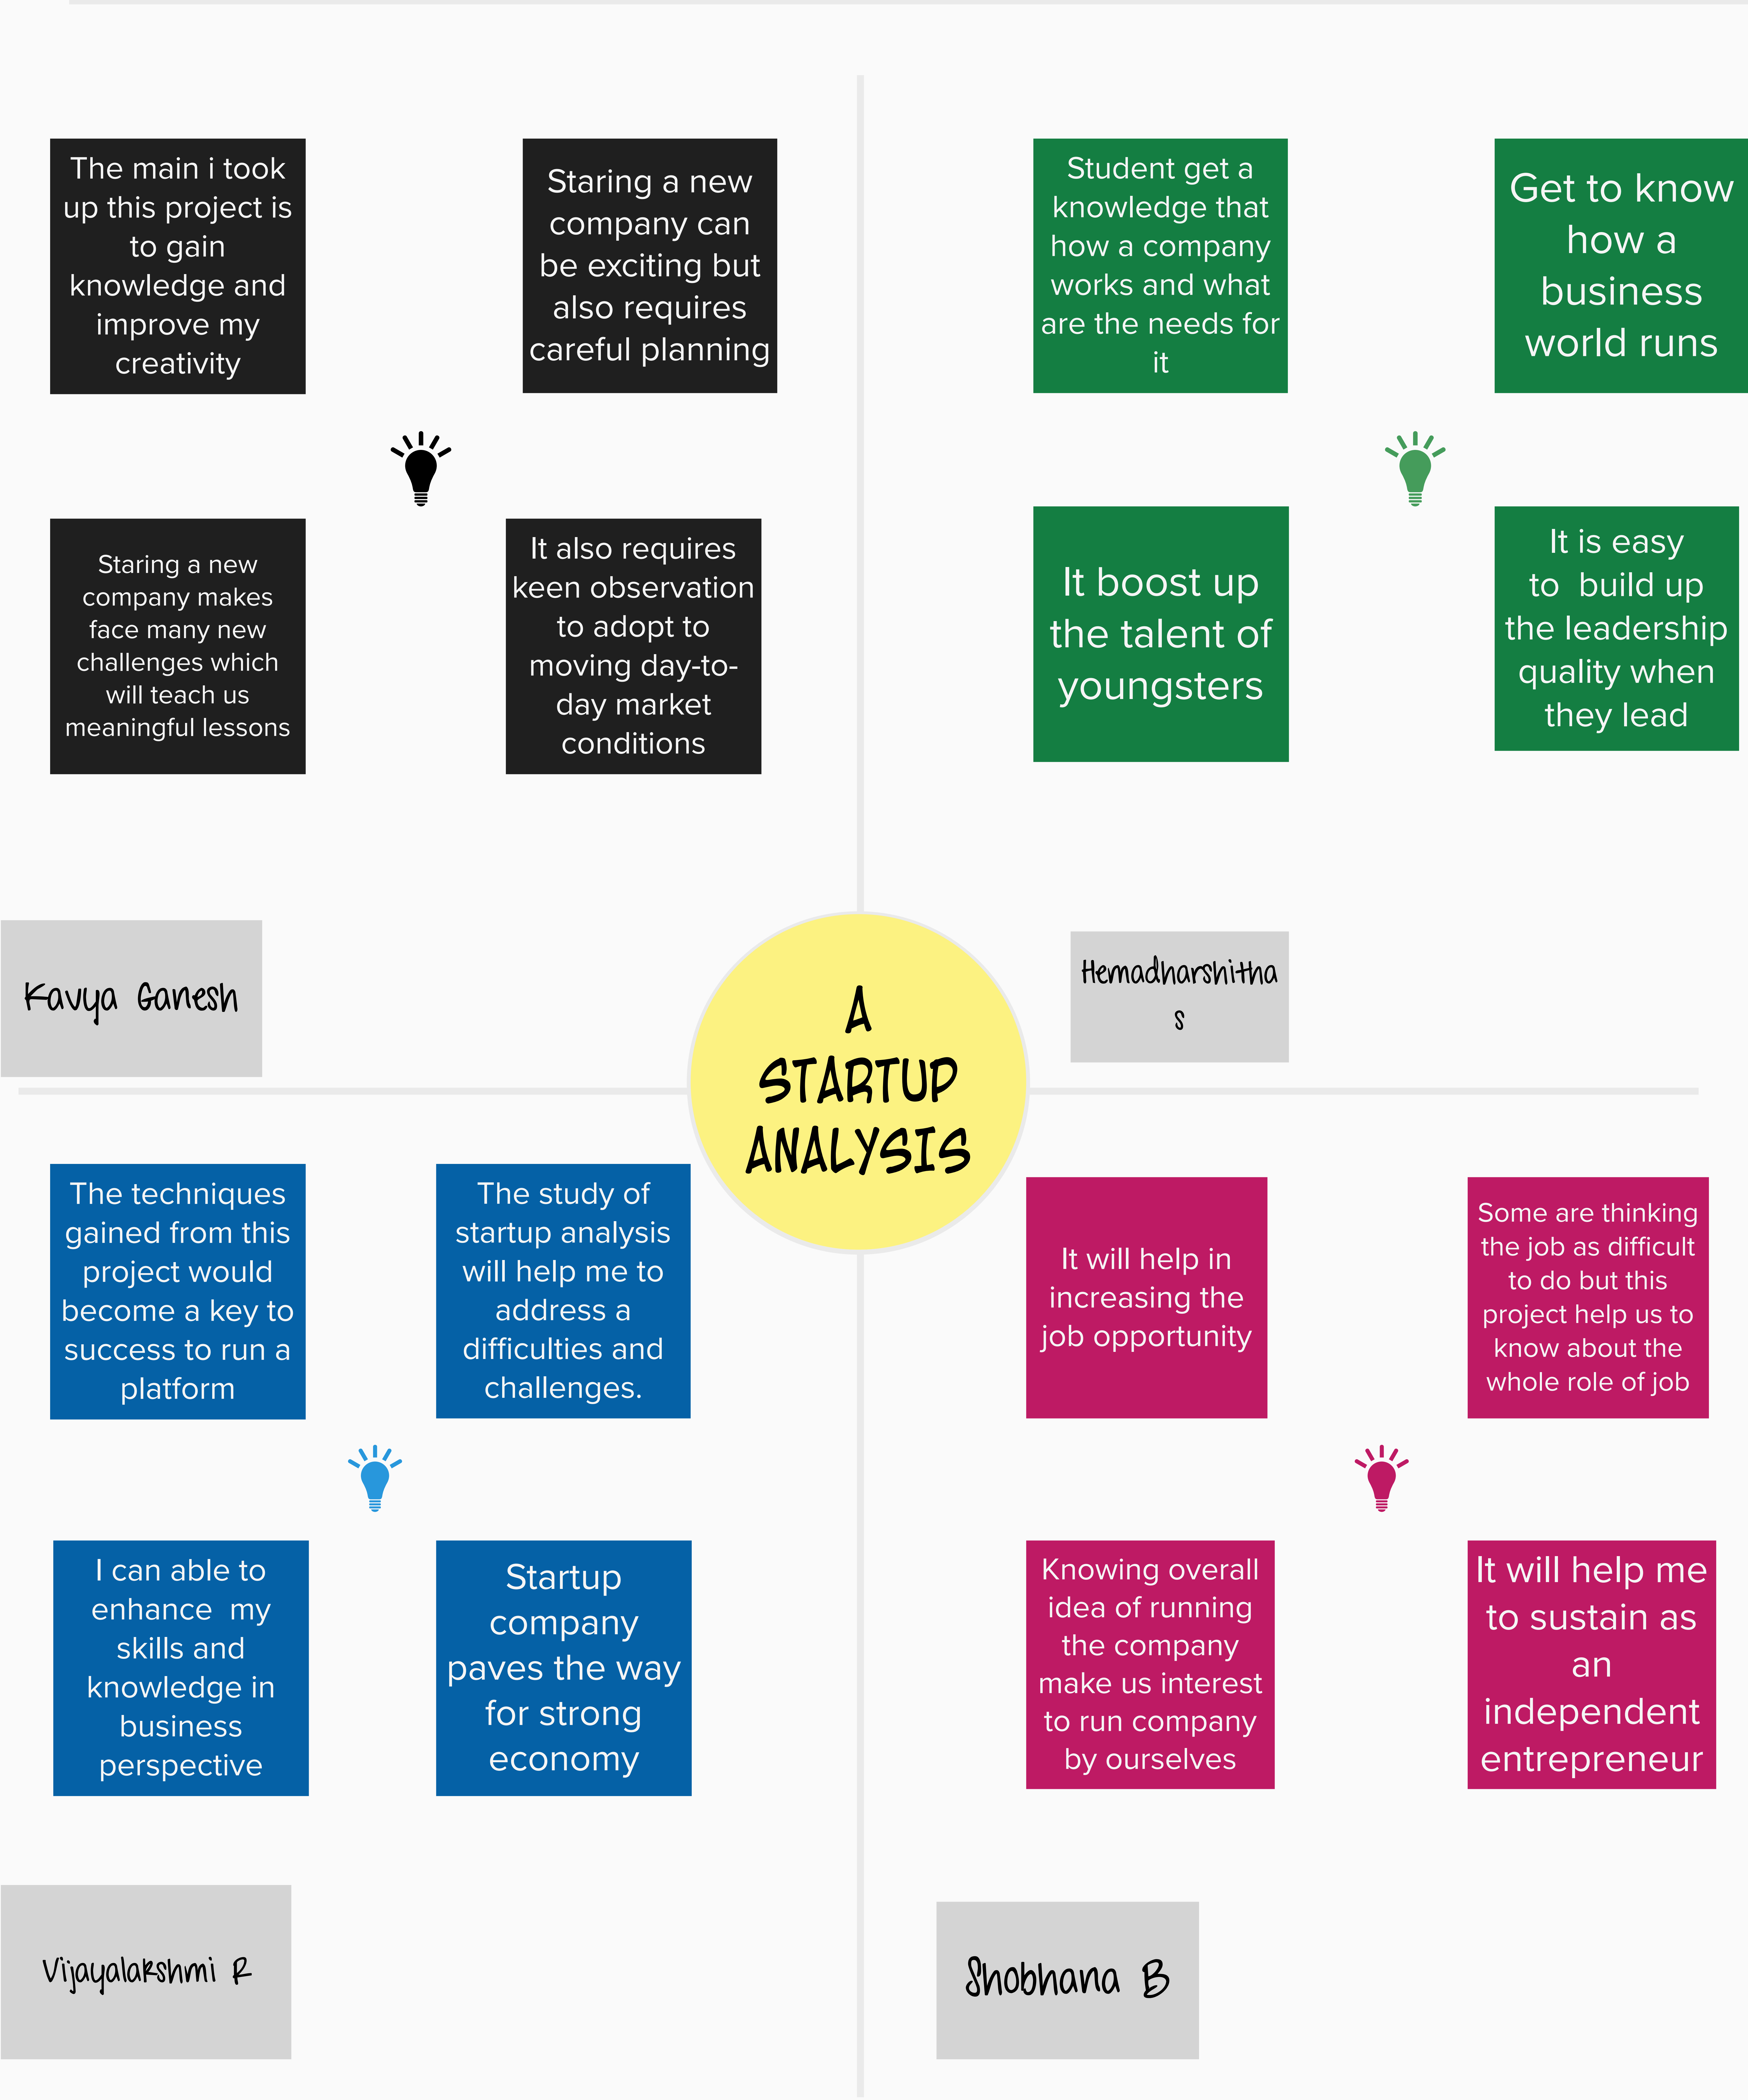 The main i took
up this project is
to gain
knowledge and
improve my
creativity
Staring a new
company can
be exciting but
also requires
careful planning
Staring a new
company makes
face many new
challenges which
will teach us
meaningful lessons
It also requires
keen observation
to adopt to
moving day-to-
day market
conditions
Kavya Ganesh
Student get a
knowledge that
how a company
works and what
are the needs for
it
Get to know
how a
business
world runs
It boost up
the talent of
youngsters
It is easy
to  build up
the leadership
quality when
they lead
Hemadharshitha
S
A
STARTUP
ANALYSIS
The techniques
gained from this
project would
become a key to
success to run a
platform
The study of
startup analysis
will help me to
address a
difficulties and
challenges.
I can able to
enhance  my
skills and
knowledge in
business
perspective
Startup
company
paves the way
for strong
economy
Vijayalakshmi R
It will help in
increasing the
job opportunity
Some are thinking
the job as difficult
to do but this
project help us to
know about the
whole role of job
Knowing overall
idea of running
the company
make us interest
to run company
by ourselves
It will help me
to sustain as
an
independent
entrepreneur
Shobhana B